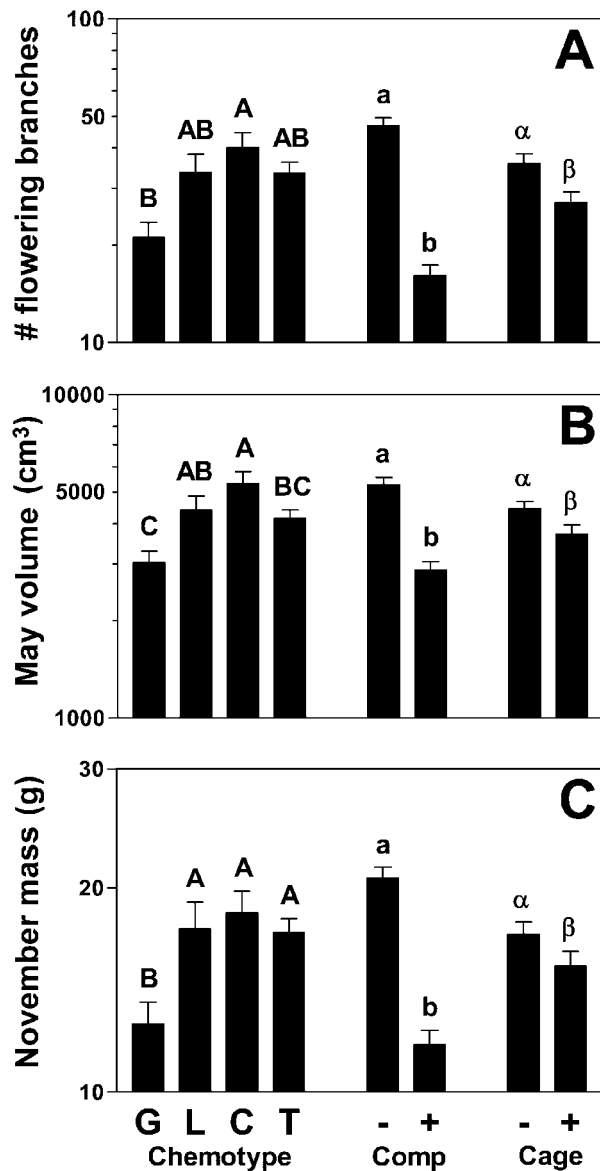 A
# flowering branches
100
50
10
B AB A AB a b α β
B
May volume (cm³)
10000
5000
1000
C AB A BC a b α β
C
November mass (g)
30
20
10
B A A A a b α β
G L C T - + - +
Chemotype Comp Cage